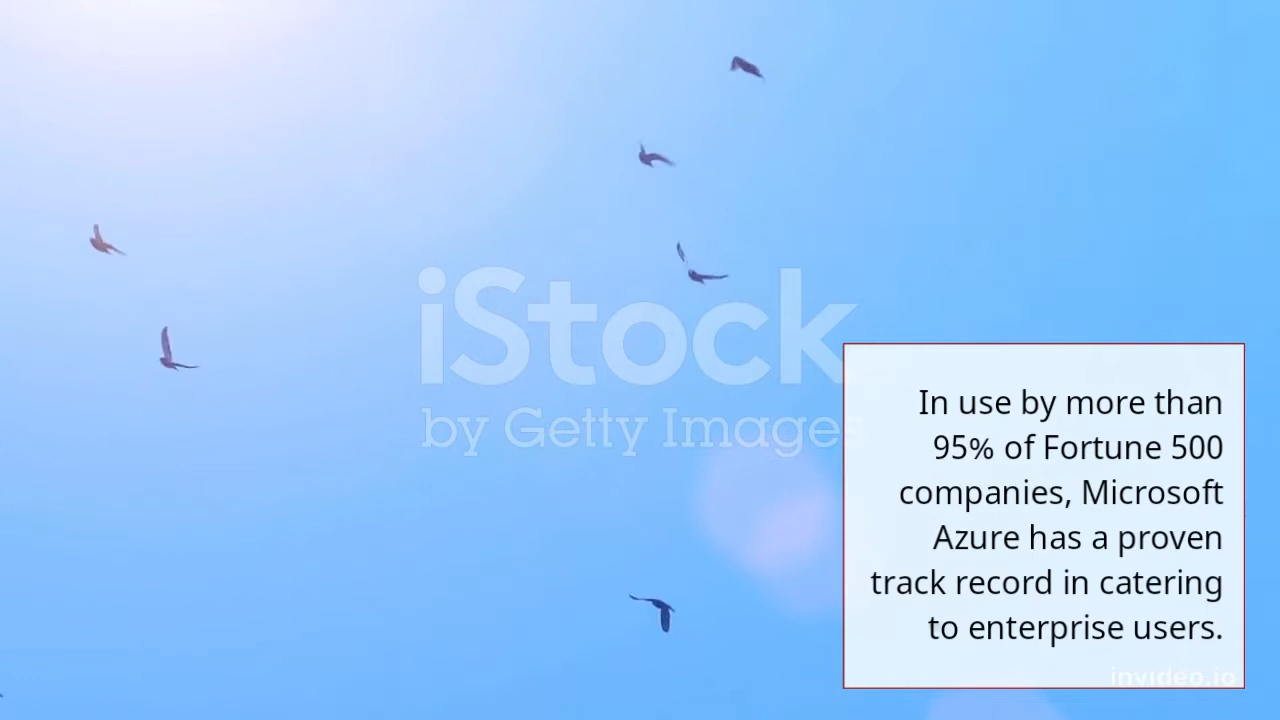 iStock
by Getty Images
In use by more than
95% of Fortune 500
companies, Microsoft
Azure has a proven
track record in catering
to enterprise users.
invideo.io